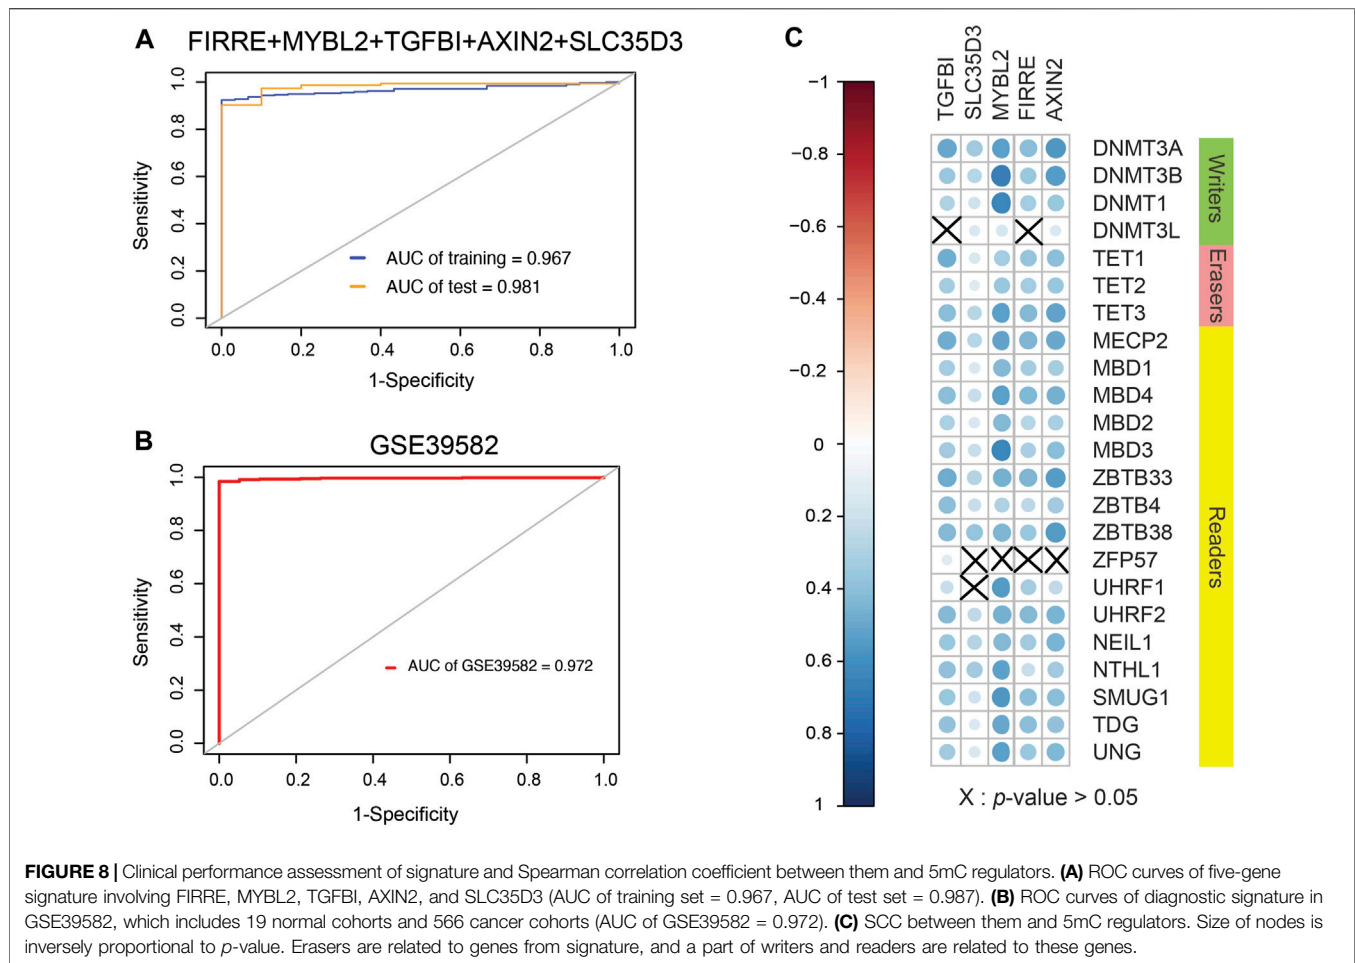 A
FIRRE+MYBL2+TGFBI+AXIN2+SLC35D3
Sensitivity
1.0
0.8
0.6
0.4
0.2
0.0
AUC of training = 0.967
AUC of test = 0.981
0.0 0.2 0.4 0.6 0.8 1.0
1-Specificity
B
GSE39582
Sensitivity
1.0
0.8
0.6
0.4
0.2
0.0
AUC of GSE39582 = 0.972
0.0 0.2 0.4 0.6 0.8 1.0
1-Specificity
C
−1
−0.8
−0.6
−0.4
−0.2
0
0.2
0.4
0.6
0.8
1
TGFBI
SLC35D3
MYBL2
FIRRE
AXIN2
DNMT3A
DNMT3B
DNMT1
DNMT3L
TET1
TET2
TET3
MECP2
MBD1
MBD4
MBD2
MBD3
ZBTB33
ZBTB4
ZBTB38
ZFP57
UHRF1
UHRF2
NEIL1
NTHL1
SMUG1
TDG
UNG
Writers
Erasers
Readers
X : p-value > 0.05
FIGURE 8 | Clinical performance assessment of signature and Spearman correlation coefficient between them and 5mC regulators. (A) ROC curves of five-gene
signature involving FIRRE, MYBL2, TGFBI, AXIN2, and SLC35D3 (AUC of training set = 0.967, AUC of test set = 0.987). (B) ROC curves of diagnostic signature in
GSE39582, which includes 19 normal cohorts and 566 cancer cohorts (AUC of GSE39582 = 0.972). (C) SCC between them and 5mC regulators. Size of nodes is
inversely proportional to p-value. Erasers are related to genes from signature, and a part of writers and readers are related to these genes.